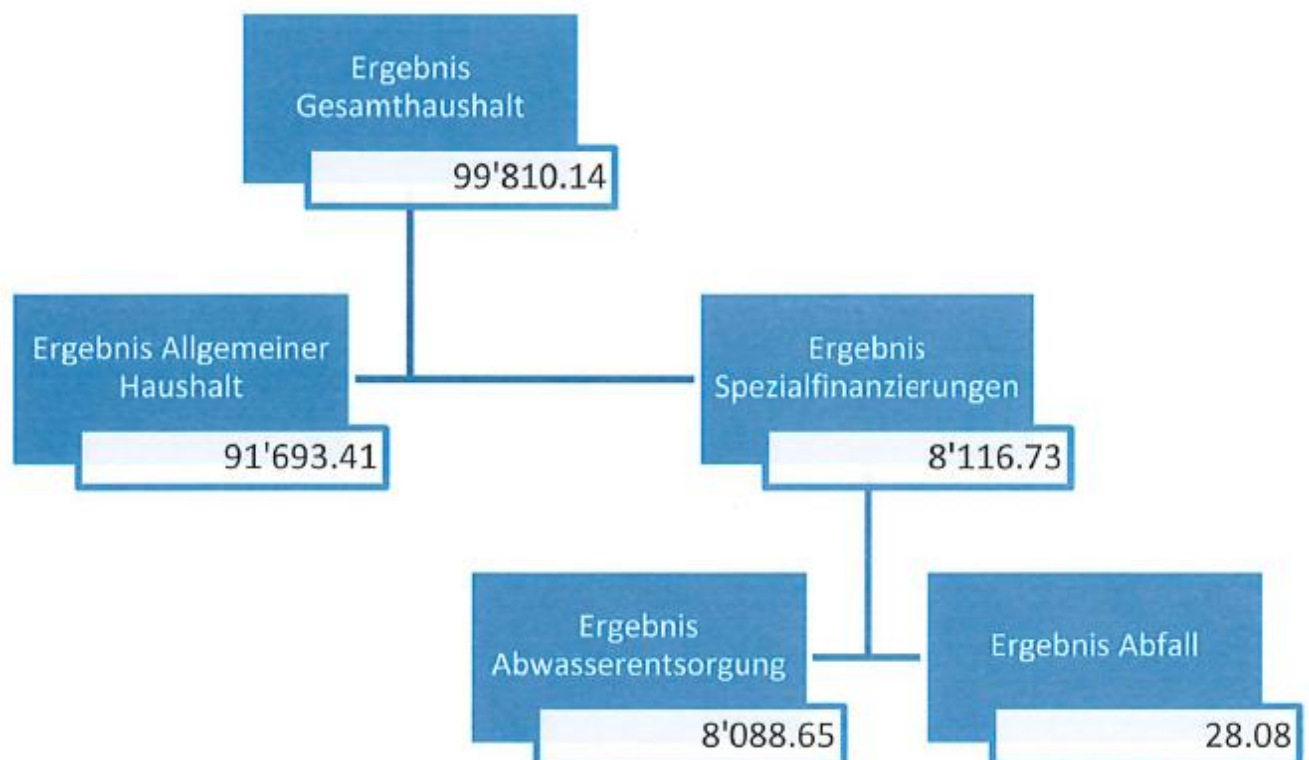 Ergebnis
Gesamthaushalt
99'810.14
Ergebnis Allgemeiner
Haushalt
91'693.41
Ergebnis
Spezialfinanzierungen
8'116.73
Ergebnis
Abwasserentsorgung
8'088.65
Ergebnis Abfall
28.08